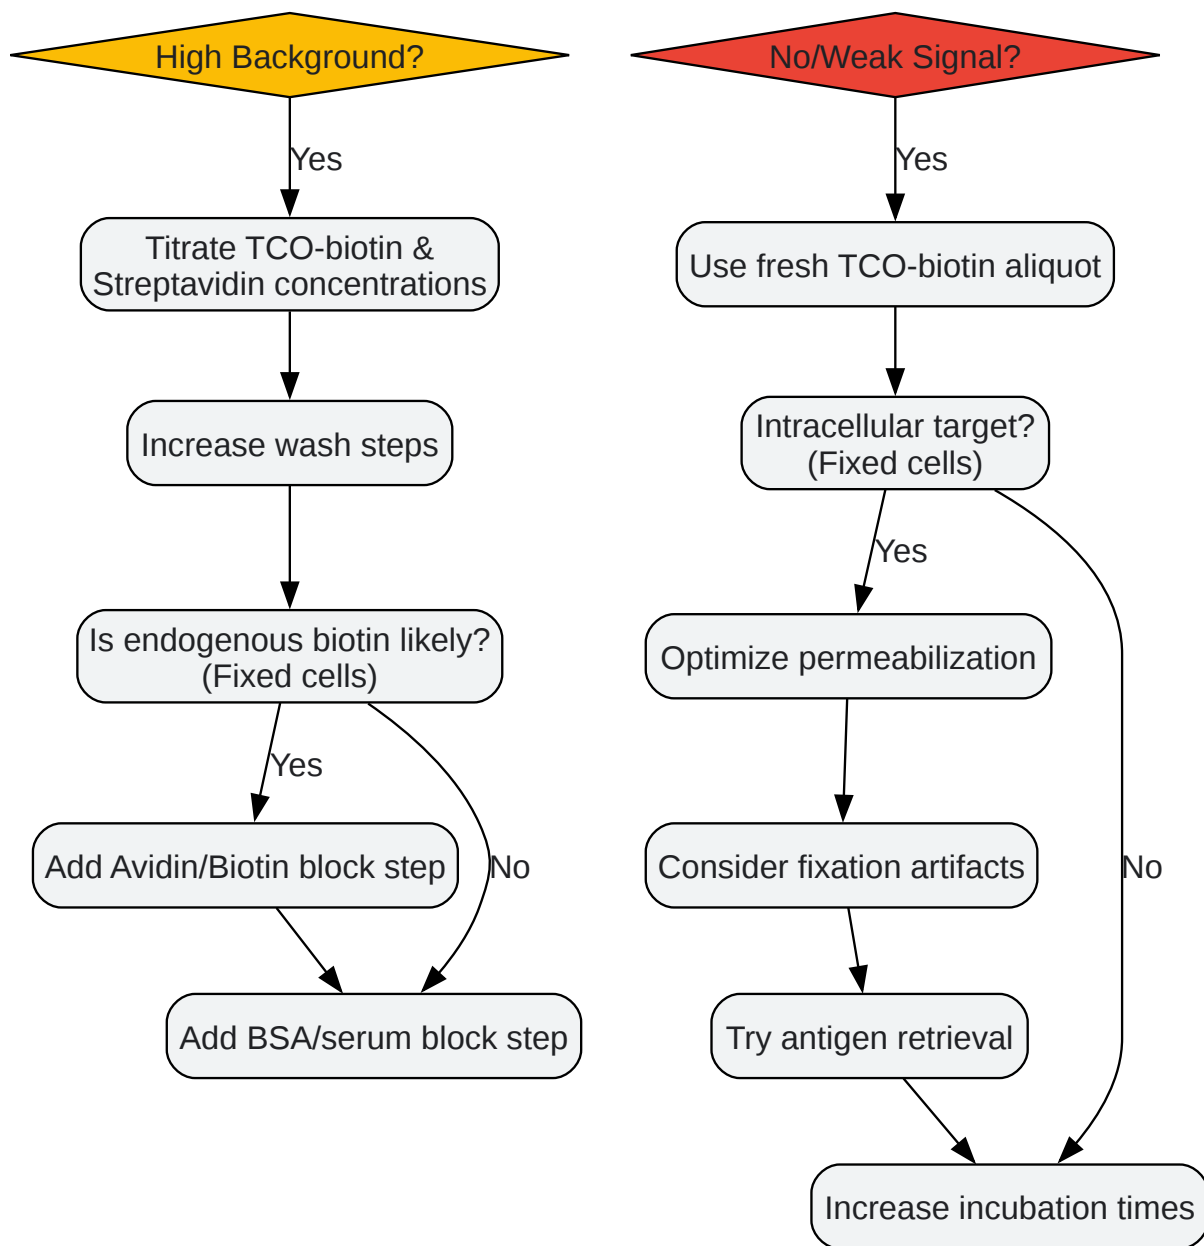 High Background?
Yes
Titrate TCO-biotin &
Streptavidin concentrations
Increase wash steps
Is endogenous biotin likely?
(Fixed cells)
Yes
No
Add Avidin/Biotin block step
Add BSA/serum block step
No/Weak Signal?
Yes
Use fresh TCO-biotin aliquot
Intracellular target?
(Fixed cells)
Yes
No
Optimize permeabilization
Consider fixation artifacts
Try antigen retrieval
Increase incubation times